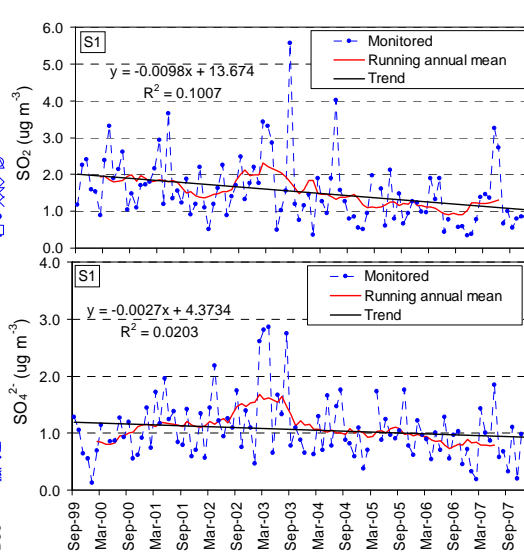 6.0
5.0
4.0
3.0
2.0
1.0
0.0
SO2 (ug m-3)
S1
y = -0.0098x + 13.674
R2 = 0.1007
Monitored
Running annual mean
Trend
4.0
3.0
2.0
1.0
0.0
SO42- (ug m-3)
S1
y = -0.0027x + 4.3734
R2 = 0.0203
Monitored
Running annual mean
Trend
Sep-99
Mar-00
Sep-00
Mar-01
Sep-01
Mar-02
Sep-02
Mar-03
Sep-03
Mar-04
Sep-04
Mar-05
Sep-05
Mar-06
Sep-06
Mar-07
Sep-07